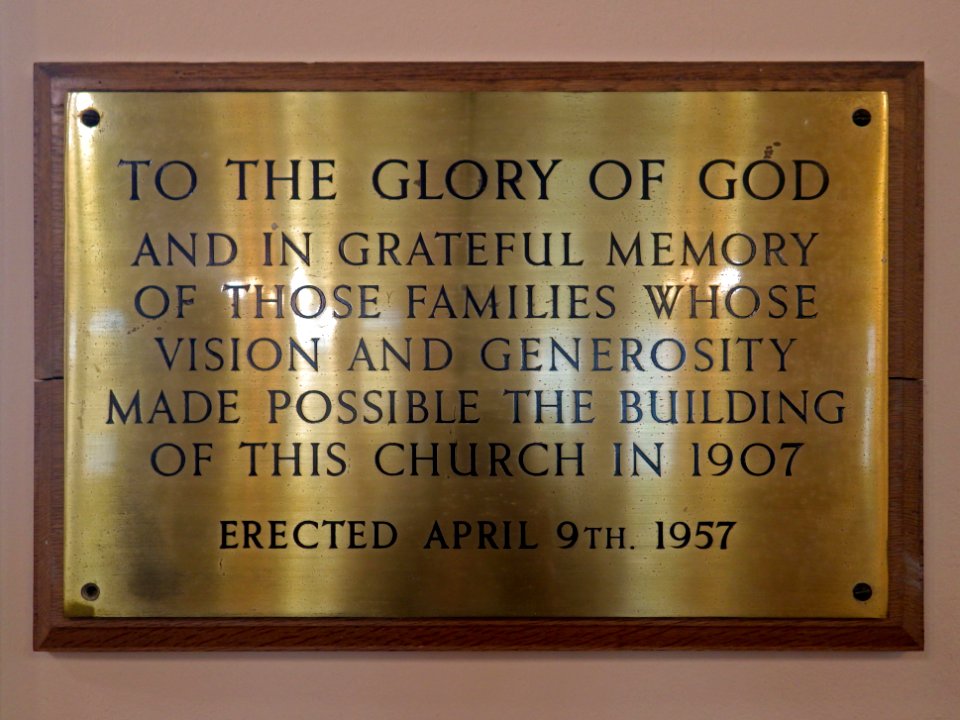 TO THE GLORY OF GOD
AND IN GRATEFUL MEMORY
OF THOSE FAMILIES WHOSE
VISION AND GENEROSITY
MADE POSSIBLE THE BUILDING
OF THIS CHURCH IN 1907
ERECTED APRIL 9TH. 1957